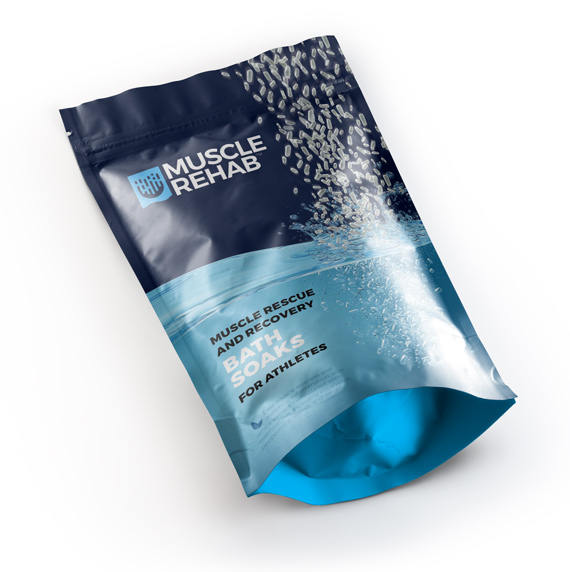 MUSCLE
REHAB
MUSCLE RESCUE
AND RECOVERY
BATH
SOAKS
FOR ATHLETES